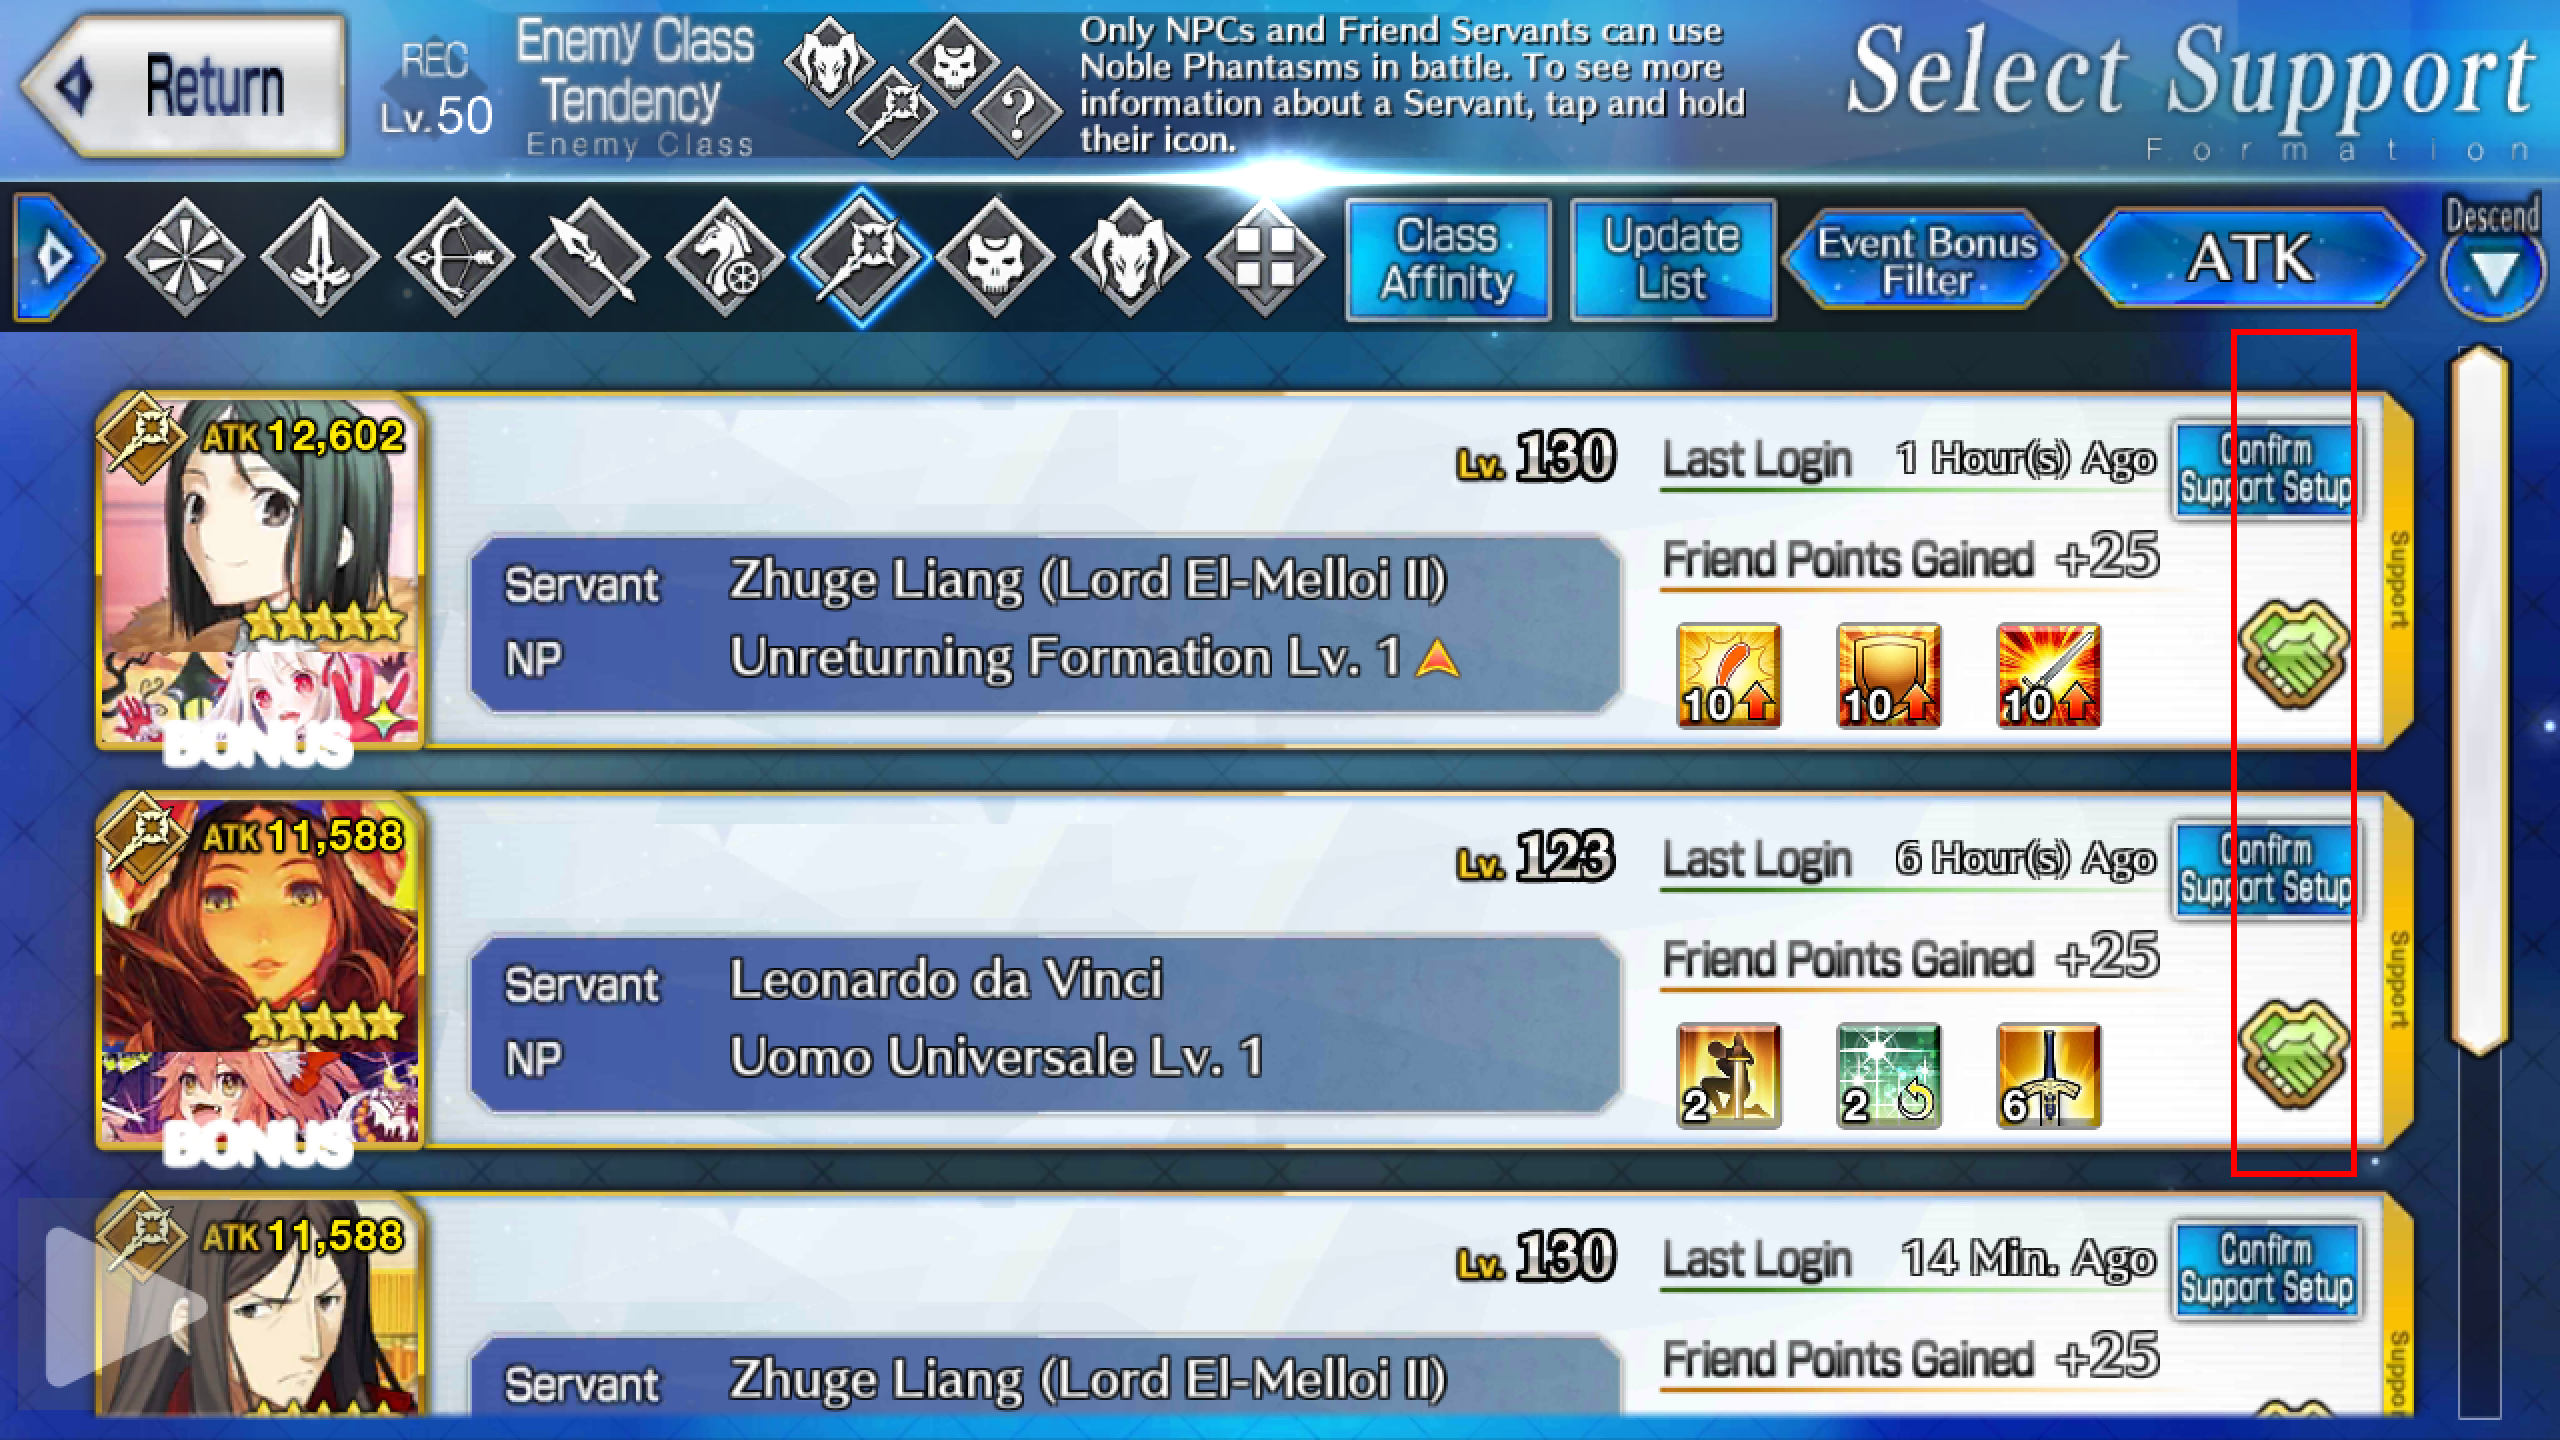 Return
REC
Lv.50
Enemy Class
Tendency
Enemy Class
?
Only NPCs and Friend Servants can use
Noble Phantasms in battle. To see more
information about a Servant, tap and hold
their icon.
Select Support
Formation
Class
Affinity
Update
List
Event Bonus
Filter
ATK
Descend
ATK 12,602
BONUS
Lv. 130
Servant Zhuge Liang (Lord El-Melloi II)
NP Unreturning Formation Lv. 1
Last Login 1 Hour(s) Ago
Friend Points Gained +25
10 10 10
Confirm
Support Setup
Support
ATK 11,588
BONUS
Lv. 123
Servant Leonardo da Vinci
NP Uomo Universale Lv. 1
Last Login 6 Hour(s) Ago
Friend Points Gained +25
2 2 6
Confirm
Support Setup
Support
ATK 11,588
Lv. 130
Servant Zhuge Liang (Lord El-Melloi II)
Last Login 14 Min. Ago
Friend Points Gained +25
Confirm
Support Setup
Suppor